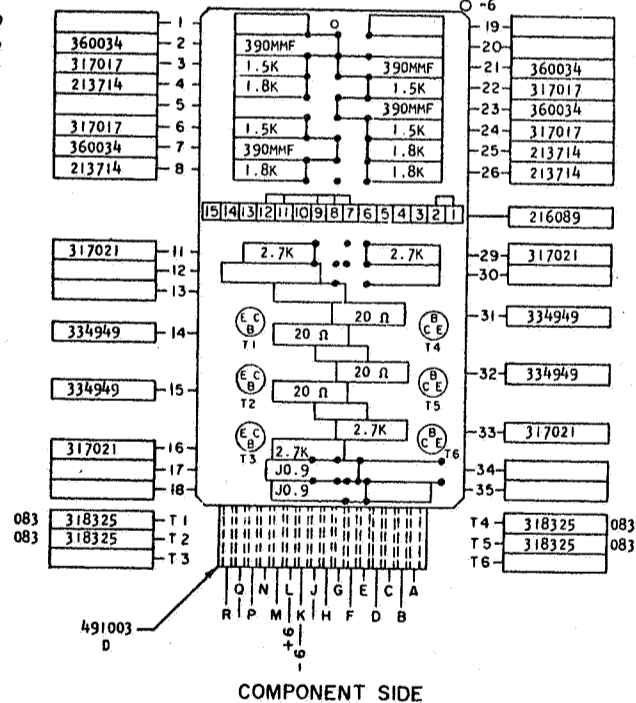 -6
1 19
360034 2 390MMF 20
317017 3 1.5K 390MMF 21 360034
213714 4 1.8K 1.5K 22 317017
5 390MMF 23 360034
317017 6 1.5K 1.5K 24 317017
360034 7 390MMF 1.8K 25 213714
213714 8 1.8K 1.8K 26 213714
15 14 13 12 11 10 9 8 7 6 5 4 3 2 1 216089
317021 11 2.7K 2.7K 29 317021
12 30
13
20 Ω 31 334949
334949 14 E C B 20 Ω B C E
T1 T4
20 Ω 32 334949
334949 15 E C B 20 Ω B C E
T2 T5
2.7K 33 317021
317021 16 E C B 2.7K B C E
T3 T6
17 J0.9 34
18 J0.9 35
083 318325 T1 T4 318325 083
083 318325 T2 T5 318325 083
T3 T6
R Q P N M L K J H G F E D C B A
+6 -6
491003
D
COMPONENT SIDE